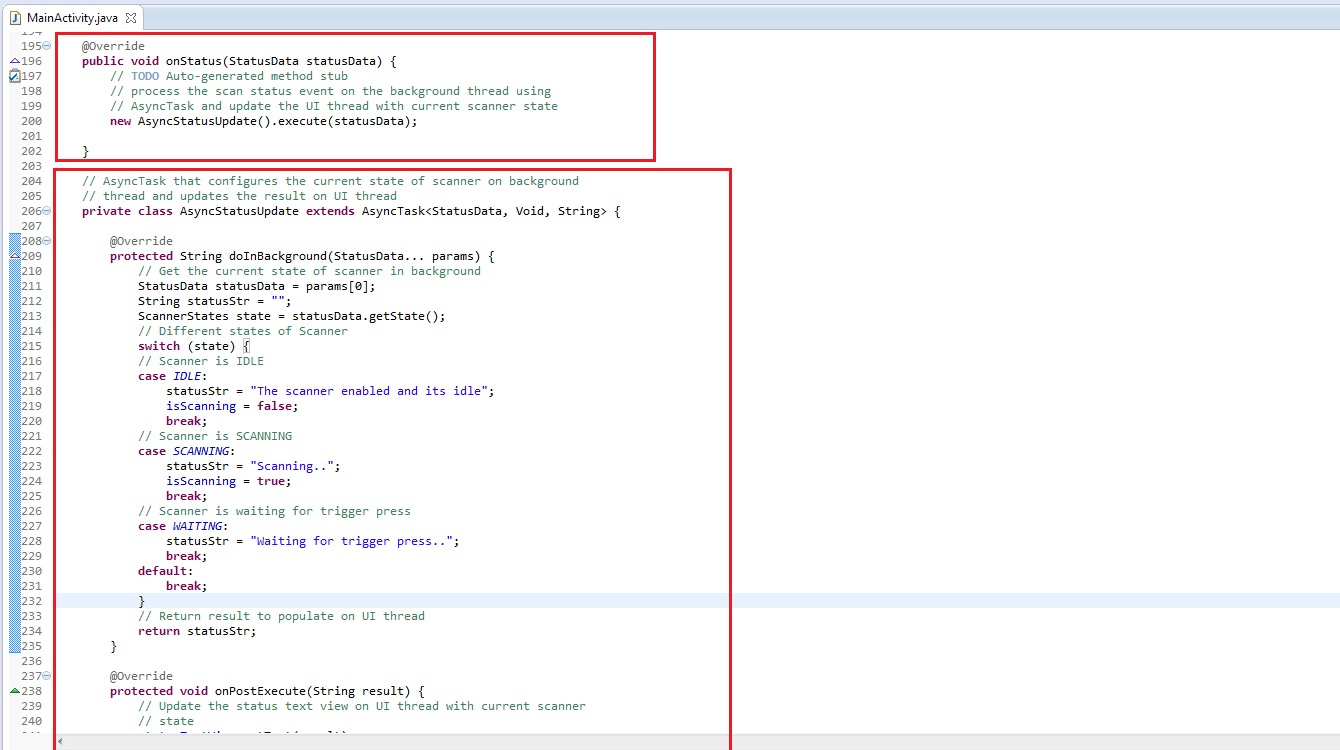 MainActivity.java
194
195 @Override
196 public void onStatus(StatusData statusData) {
197 // TODO Auto-generated method stub
198 // process the scan status event on the background thread using
199 // AsyncTask and update the UI thread with current scanner state
200 new AsyncStatusUpdate().execute(statusData);
201
202 }
203
204 // AsyncTask that configures the current state of scanner on background
205 // thread and updates the result on UI thread
206 private class AsyncStatusUpdate extends AsyncTask<StatusData, Void, String> {
207
208 @Override
209 protected String doInBackground(StatusData... params) {
210 // Get the current state of scanner in background
211 StatusData statusData = params[0];
212 String statusStr = "";
213 ScannerStates state = statusData.getState();
214 // Different states of Scanner
215 switch (state) {
216 // Scanner is IDLE
217 case IDLE:
218 statusStr = "The scanner enabled and its idle";
219 isScanning = false;
220 break;
221 // Scanner is SCANNING
222 case SCANNING:
223 statusStr = "Scanning..";
224 isScanning = true;
225 break;
226 // Scanner is waiting for trigger press
227 case WAITING:
228 statusStr = "Waiting for trigger press..";
229 break;
230 default:
231 break;
232 }
233 // Return result to populate on UI thread
234 return statusStr;
235 }
236
237 @Override
238 protected void onPostExecute(String result) {
239 // Update the status text view on UI thread with current scanner
240 // state